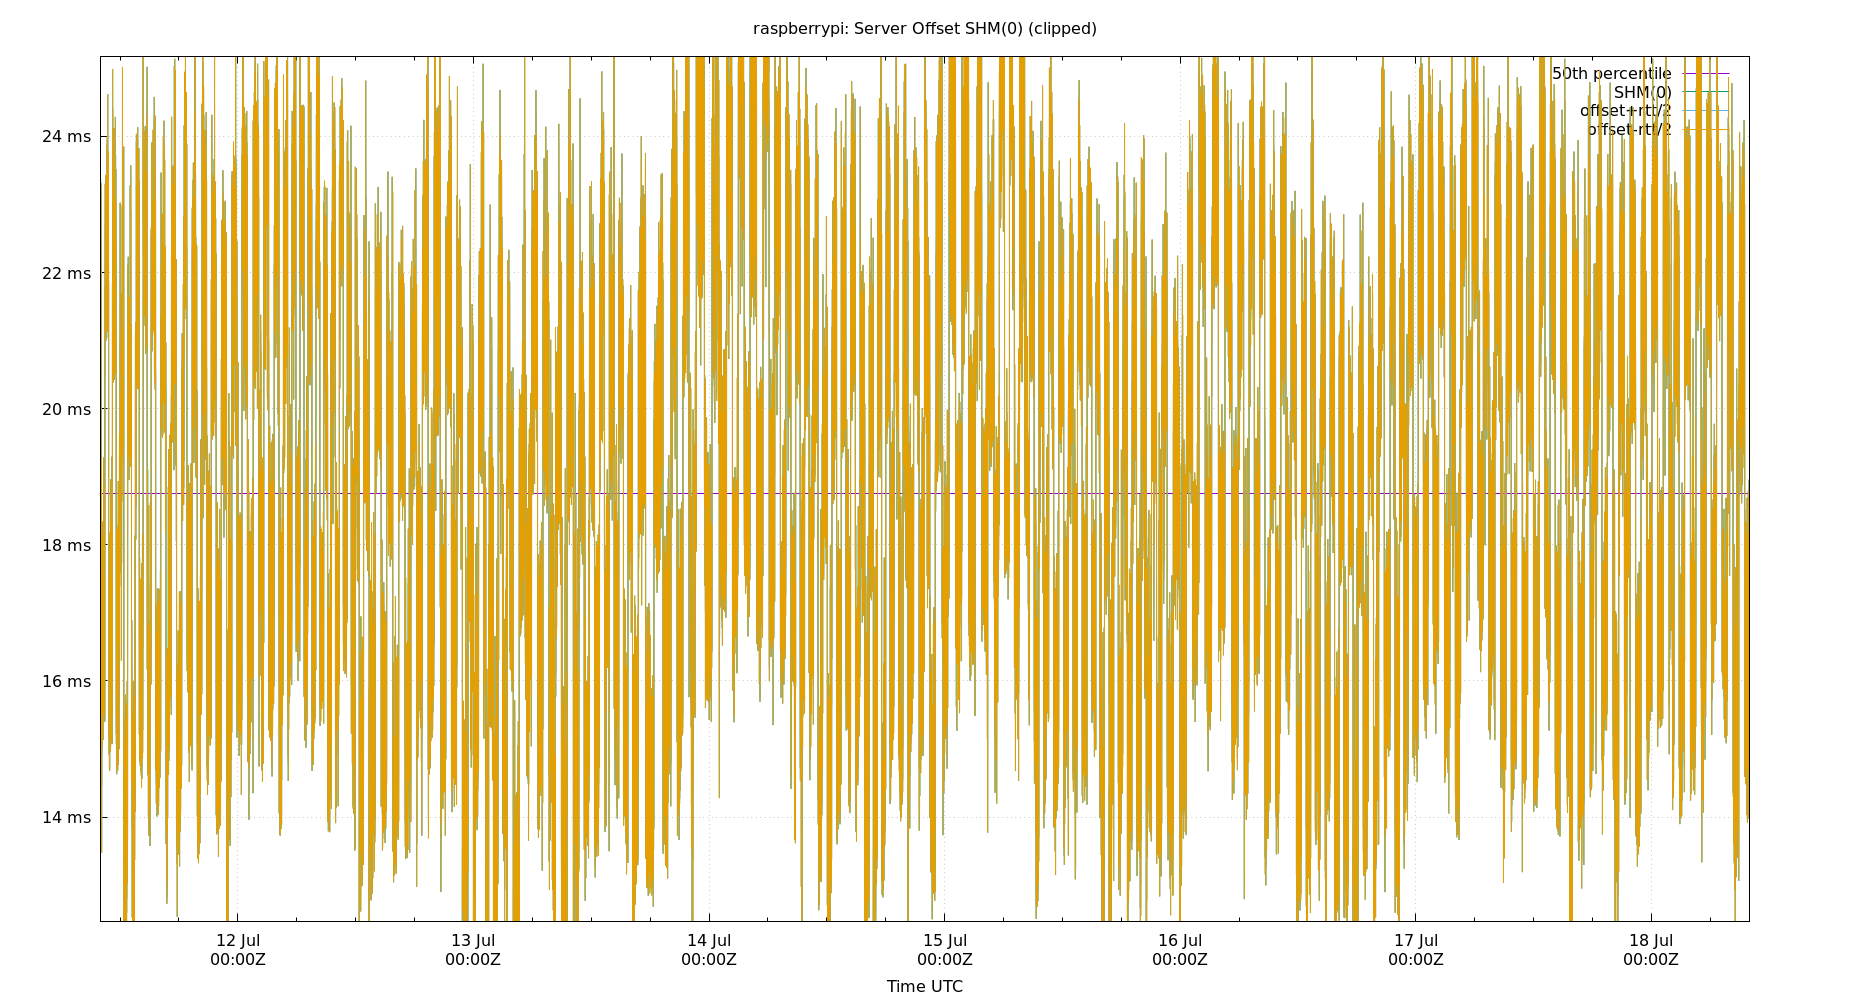 raspberrypi: Server Offset SHM(0) (clipped)
50th percentile
SHM(0)
offset+rtt/2
offset-rtt/2
24 ms
22 ms
20 ms
18 ms
16 ms
14 ms
12 Jul 13 Jul 14 Jul 15 Jul 16 Jul 17 Jul 18 Jul
00:00Z 00:00Z 00:00Z 00:00Z 00:00Z 00:00Z 00:00Z
Time UTC